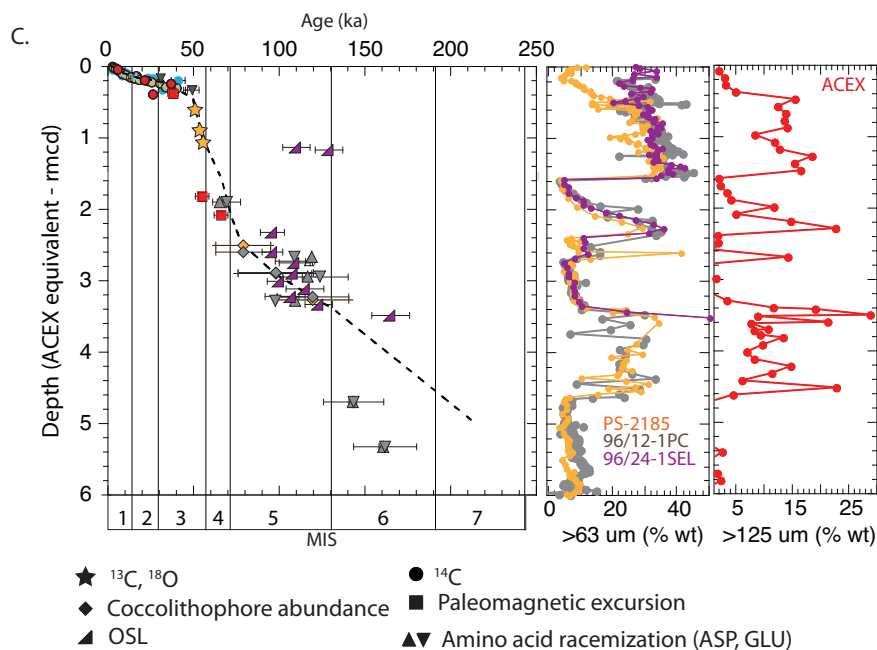 C.
Age (ka)
0 50 100 150 200 250
Depth (ACEX equivalent - rmcd)
0
1
2
3
4
5
6
1 2 3 4 5 6 7
MIS
PS-2185
96/12-1PC
96/24-1SEL
0 20 40
>63 um (% wt)
ACEX
5 15 25
>125 um (% wt)
¹³C, ¹⁸O
¹⁴C
Coccolithophore abundance
Paleomagnetic excursion
OSL
Amino acid racemization (ASP, GLU)